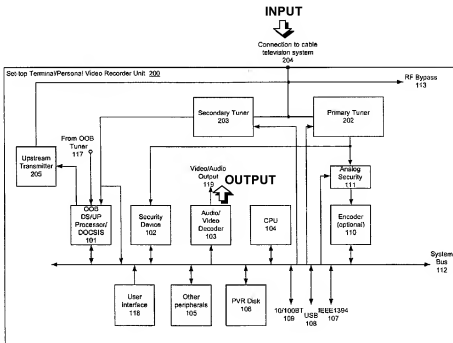 INPUT
Connection to cable
television system
204
Set-top Terminal/Personal Video Recorder Unit 200
RF Bypass
113
Secondary Tuner
203
Primary Tuner
202
From OOB
Tuner
117
Upstream
Transmitter
205
Video/Audio
Output
119
OUTPUT
Analog
Security
111
OOB
DS/UP
Processor/
DOCSIS
101
Security
Device
102
Audio/
Video
Decoder
103
CPU
104
Encoder
(optional)
110
System
Bus
112
User
interface
118
Other
peripherals
105
PVR Disk
106
10/100BT
109
USB
108
IEEE1394
107